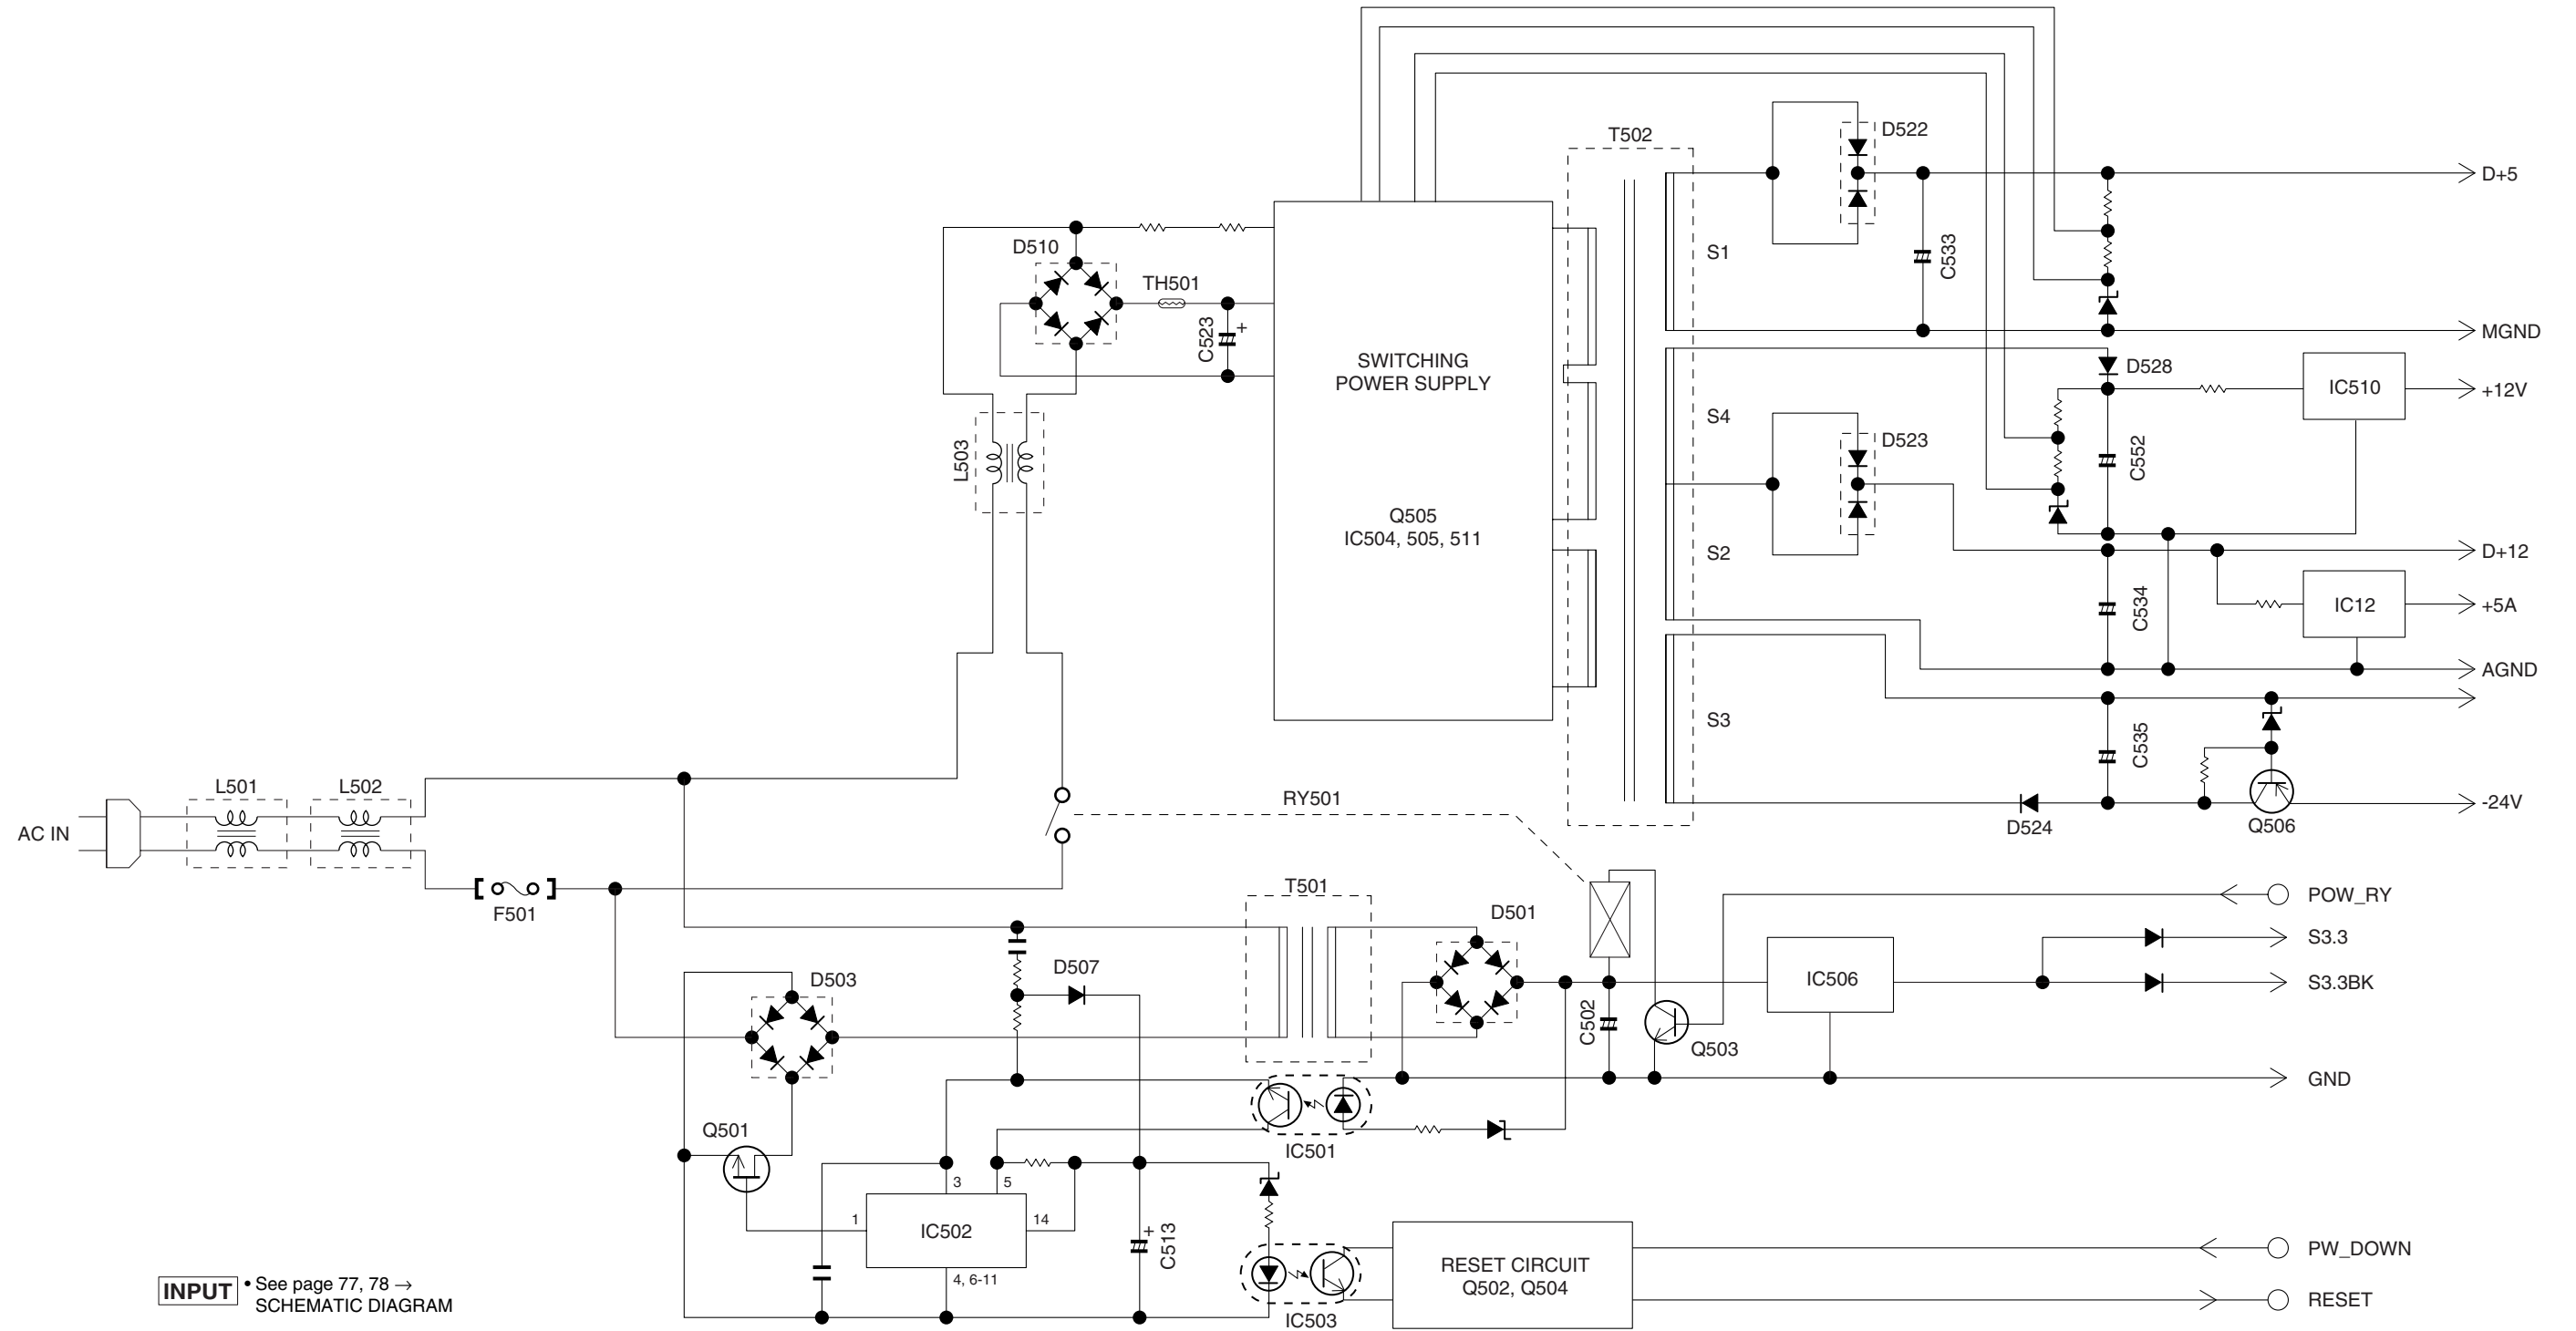 T502
D522
D+5
D510
TH501
C523
+
S1
C533
MGND
SWITCHING
POWER SUPPLY
D528
IC510
+12V
S4
D523
C552
L503
Q505
IC504, 505, 511
S2
D+12
C534
IC12
+5A
AGND
S3
C535
-24V
D524
Q506
L501
L502
RY501
AC IN
F501
T501
D501
POW_RY
S3.3
D507
D503
IC506
S3.3BK
C502
Q503
GND
Q501
IC501
3
5
1
IC502
14
+
C513
4, 6-11
RESET CIRCUIT
Q502, Q504
PW_DOWN
RESET
IC503
INPUT • See page 77, 78 →
SCHEMATIC DIAGRAM